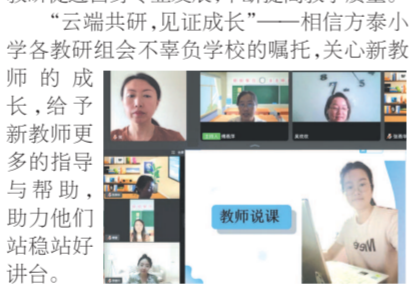 “云端共研，见证成长”——相信方泰小
学各教研组会不辜负学校的嘱托，关心新教
师的成
长，给予
新教师更
多的指导
与帮助，
助力他们
站稳站好
讲台。
教师说课